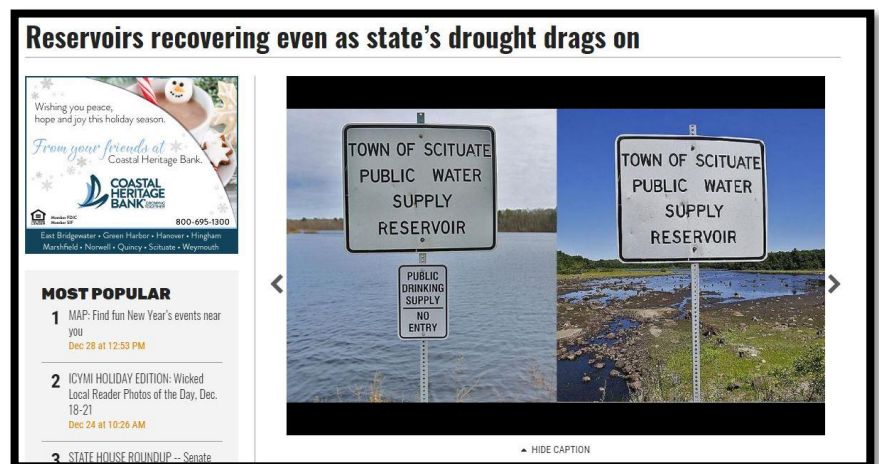 Reservoirs recovering even as state's drought drags on
Wishing you peace,
hope and joy this holiday season.
From your friends at
Coastal Heritage Bank.
COASTAL
HERITAGE
BANK
Member FDIC
Member SIF
800-695-1300
East Bridgewater • Green Harbor • Hanover • Hingham
Marshfield • Norwell • Quincy • Scituate • Weymouth
MOST POPULAR
1 MAP: Find fun New Year's events near
you
Dec 28 at 12:53 PM
2 ICYMI HOLIDAY EDITION: Wicked
Local Reader Photos of the Day, Dec.
18-21
Dec 24 at 10:26 AM
3 STATE HOUSE ROUNDUP -- Senate
TOWN OF SCITUATE
PUBLIC WATER
SUPPLY
RESERVOIR
PUBLIC
DRINKING
SUPPLY
NO
ENTRY
TOWN OF SCITUATE
PUBLIC WATER
SUPPLY
RESERVOIR
HIDE CAPTION